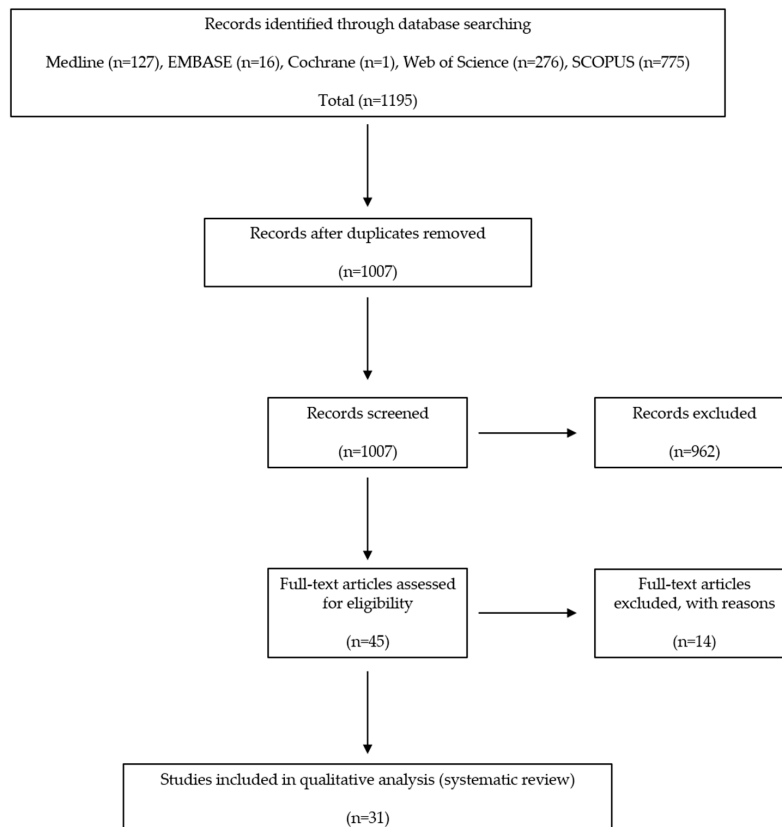 Records identified through database searching
Medline (n=127), EMBASE (n=16), Cochrane (n=1), Web of Science (n=276), SCOPUS (n=775)
Total (n=1195)
Records after duplicates removed
(n=1007)
Records screened
(n=1007)
Records excluded
(n=962)
Full-text articles assessed
for eligibility
(n=45)
Full-text articles
excluded, with reasons
(n=14)
Studies included in qualitative analysis (systematic review)
(n=31)